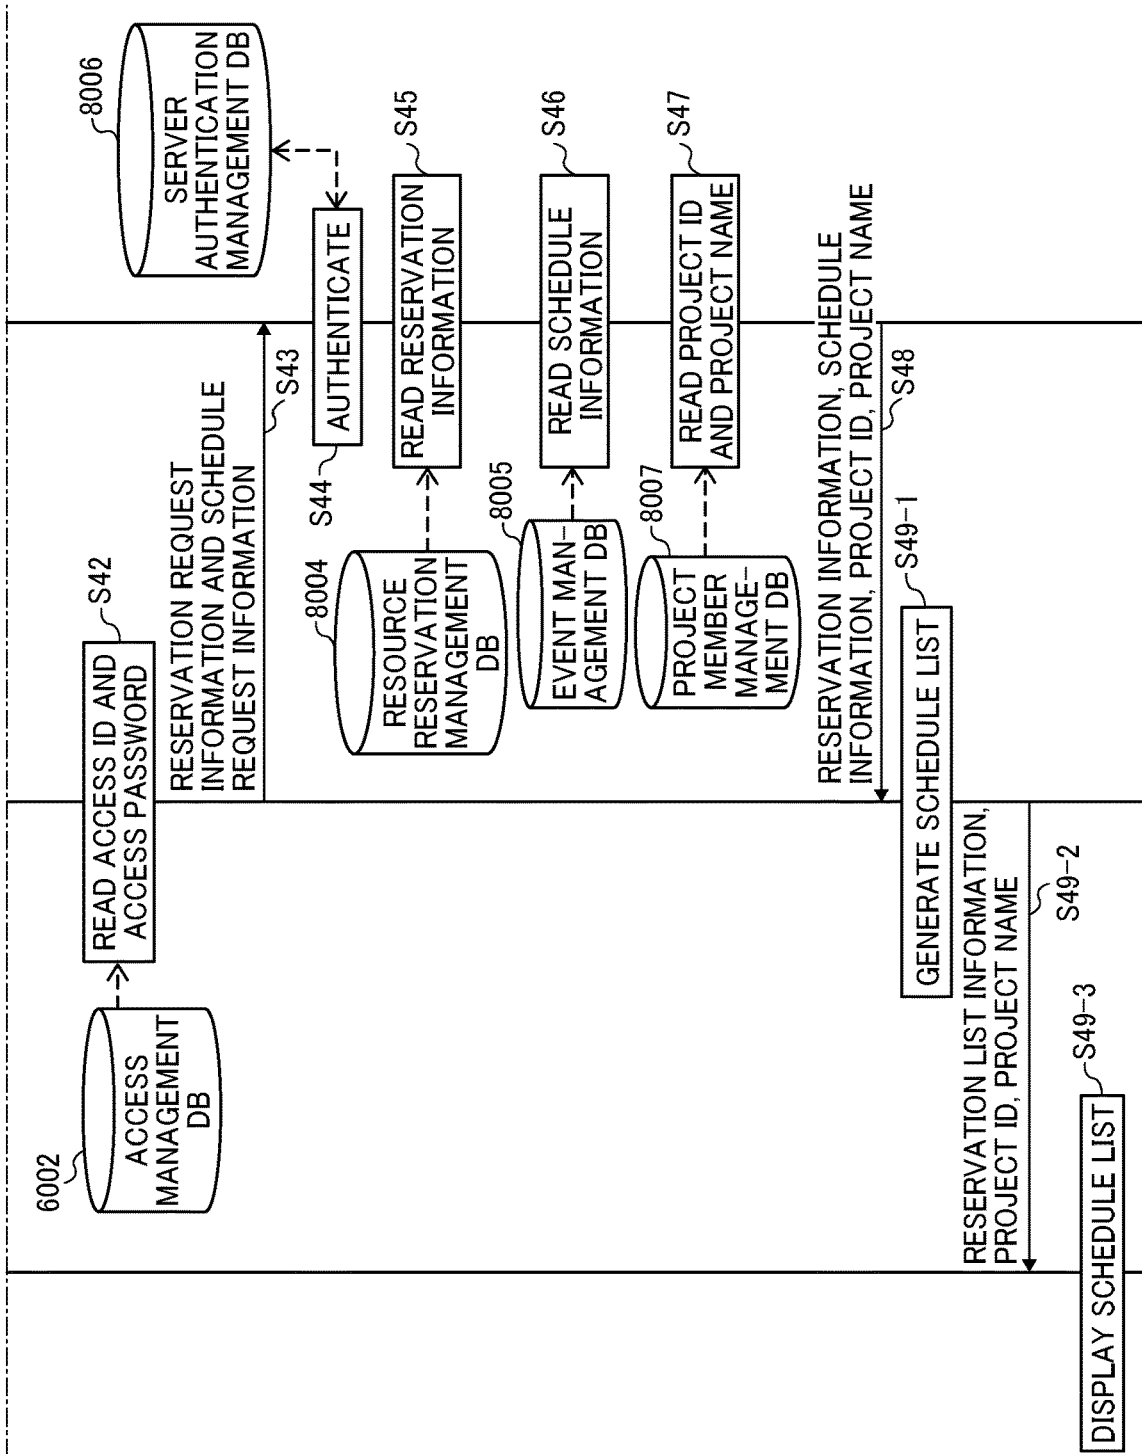 6002
ACCESS
MANAGEMENT
DB
READ ACCESS ID AND
ACCESS PASSWORD
S42
8006
SERVER
AUTHENTICATION
MANAGEMENT DB
RESERVATION REQUEST
INFORMATION AND SCHEDULE
REQUEST INFORMATION
S43
S44
AUTHENTICATE
8004
RESOURCE
RESERVATION
MANAGEMENT
DB
READ RESERVATION
INFORMATION
S45
8005
EVENT MAN-
AGEMENT DB
READ SCHEDULE
INFORMATION
S46
8007
PROJECT
MEMBER
MANAGE-
MENT DB
READ PROJECT ID
AND PROJECT NAME
S47
RESERVATION INFORMATION, SCHEDULE
INFORMATION, PROJECT ID, PROJECT NAME
S48
GENERATE SCHEDULE LIST
S49-1
RESERVATION LIST INFORMATION,
PROJECT ID, PROJECT NAME
S49-2
DISPLAY SCHEDULE LIST
S49-3